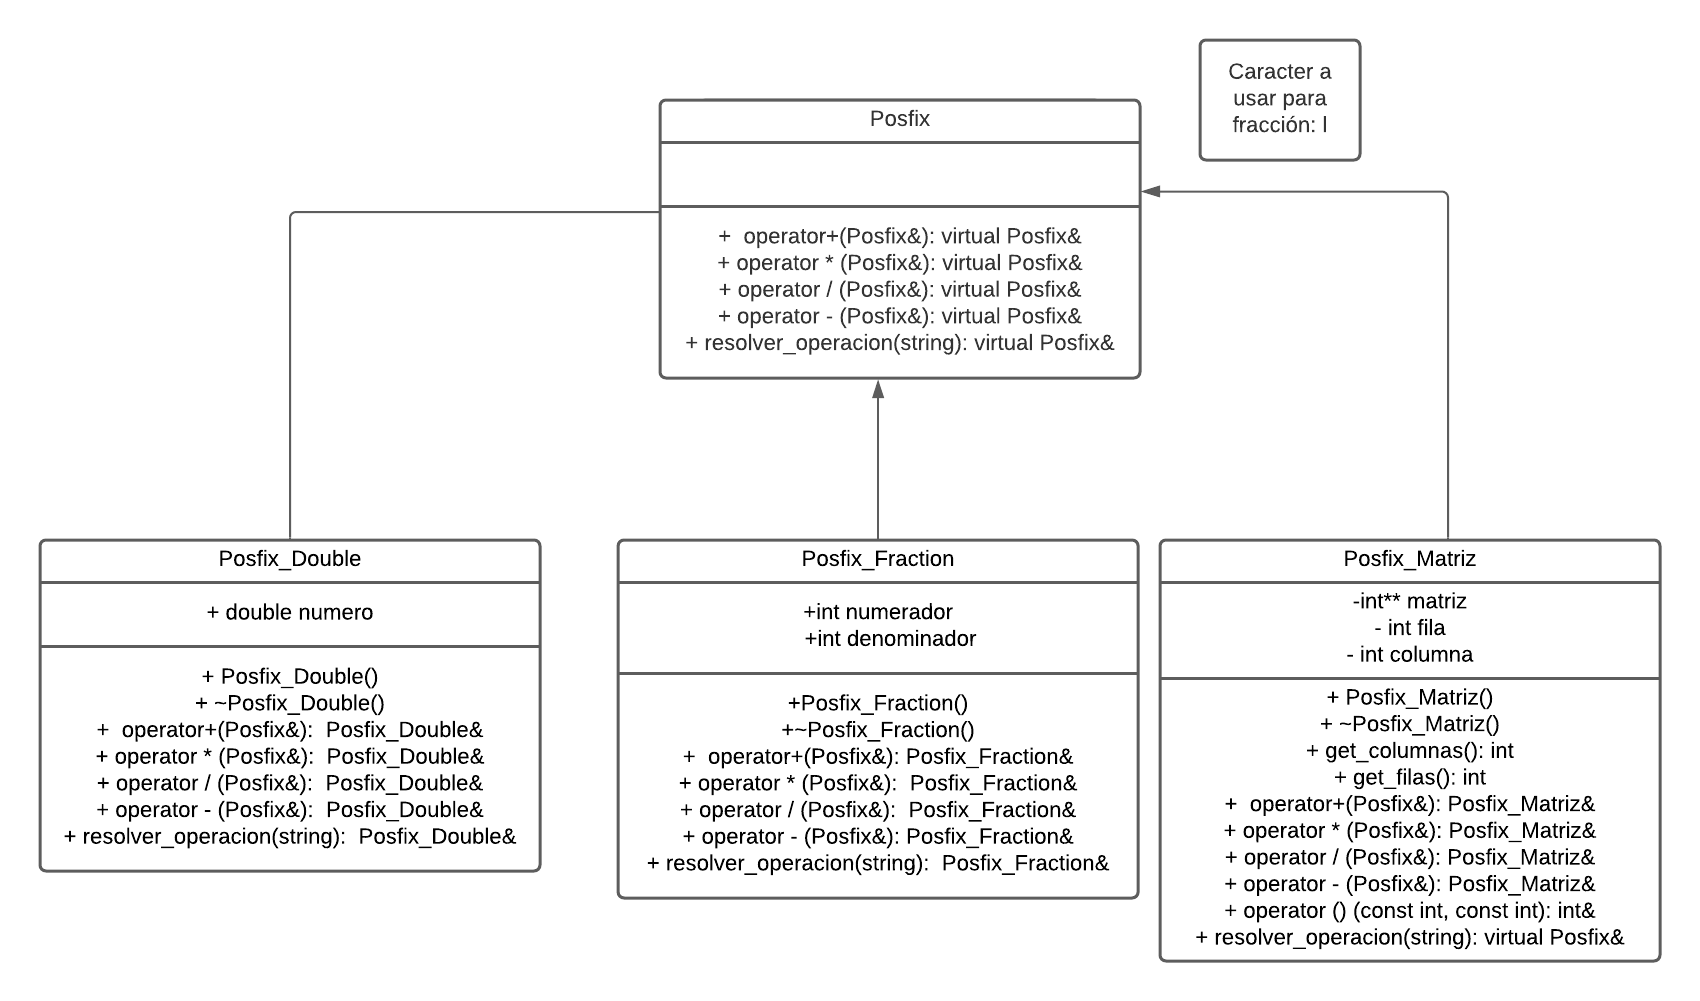 Caracter a
usar para
fracción: l
Posfix
+  operator+(Posfix&): virtual Posfix&
+ operator * (Posfix&): virtual Posfix&
+ operator / (Posfix&): virtual Posfix&
+ operator - (Posfix&): virtual Posfix&
+ resolver_operacion(string): virtual Posfix&
Posfix_Double
+ double numero
+ Posfix_Double()
+ ~Posfix_Double()
+  operator+(Posfix&):  Posfix_Double&
+ operator * (Posfix&):  Posfix_Double&
+ operator / (Posfix&):  Posfix_Double&
+ operator - (Posfix&):  Posfix_Double&
+ resolver_operacion(string):  Posfix_Double&
Posfix_Fraction
+int numerador
+int denominador
+Posfix_Fraction()
+~Posfix_Fraction()
+  operator+(Posfix&): Posfix_Fraction&
+ operator * (Posfix&):  Posfix_Fraction&
+ operator / (Posfix&):  Posfix_Fraction&
+ operator - (Posfix&): Posfix_Fraction&
+ resolver_operacion(string):  Posfix_Fraction&
Posfix_Matriz
-int** matriz
- int fila
- int columna
+ Posfix_Matriz()
+ ~Posfix_Matriz()
+ get_columnas(): int
+ get_filas(): int
+  operator+(Posfix&): Posfix_Matriz&
+ operator * (Posfix&): Posfix_Matriz&
+ operator / (Posfix&): Posfix_Matriz&
+ operator - (Posfix&): Posfix_Matriz&
+ operator () (const int, const int): int&
+ resolver_operacion(string): virtual Posfix&